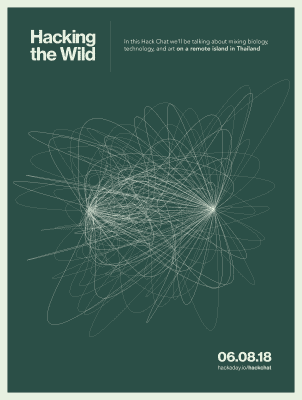 Hacking
the Wild
In this Hack Chat we'll be talking about mixing biology,
technology, and art on a remote island in Thailand
06.08.18
hackaday.io/hackchat